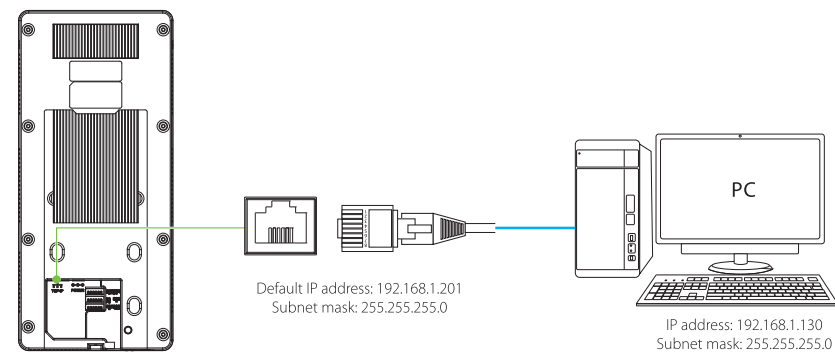 PC
Default IP address: 192.168.1.201
Subnet mask: 255.255.255.0
IP address: 192.168.1.130
Subnet mask: 255.255.255.0